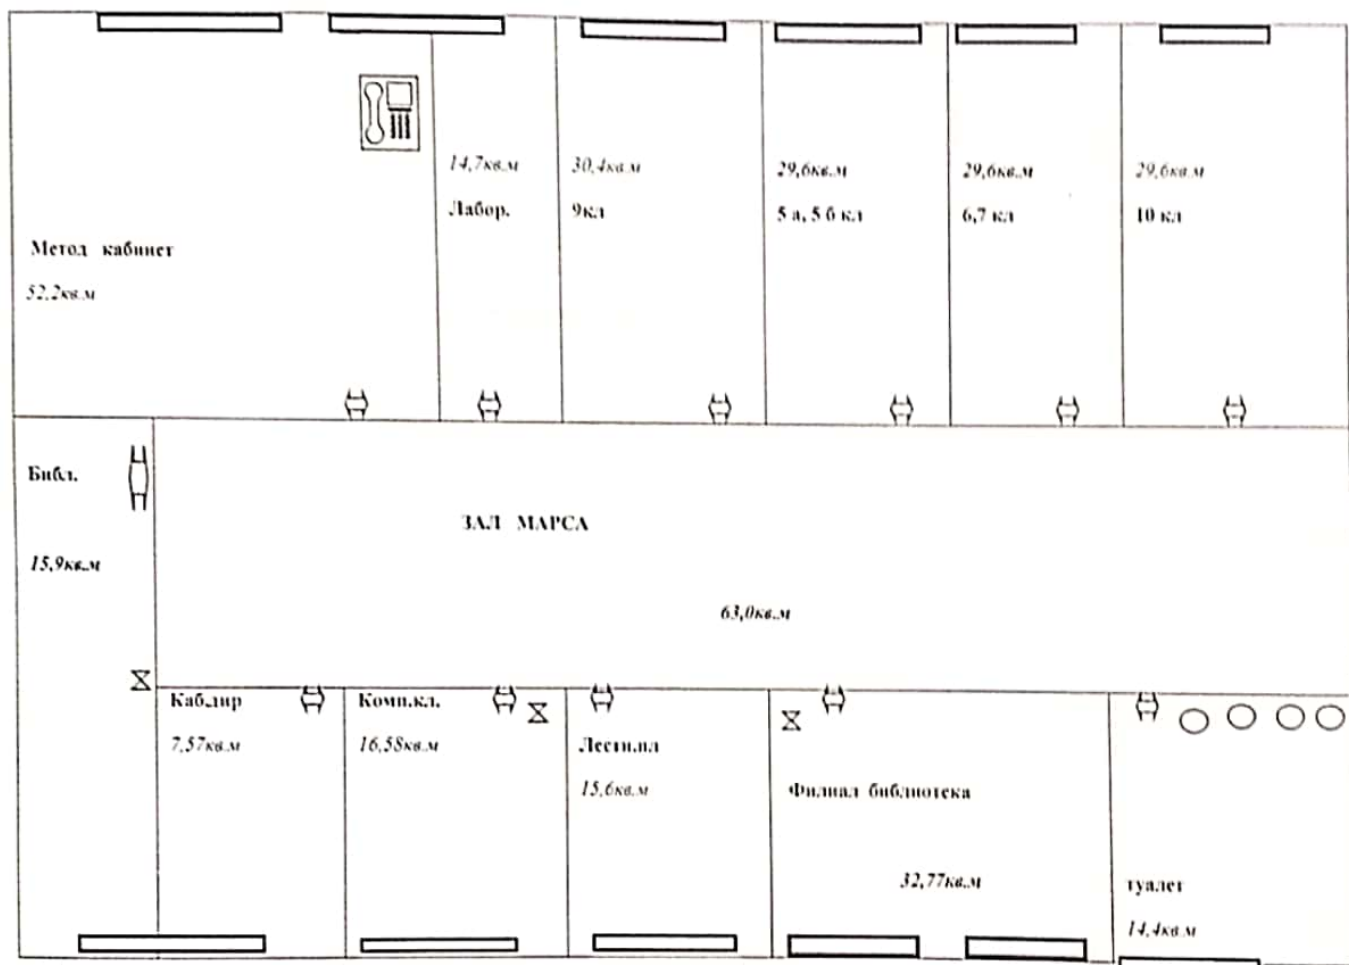 14,7кв.м
Лабор.
30,4кв.м
9кл
29,6кв.м
5 а, 5 б кл
29,6кв.м
6,7 кл
29,6кв.м
10 кл
Метод кабинет
52,2кв.м
Библ.
15,9кв.м
ЗАЛ МАРСА
63,0кв.м
Каб.дир
7,57кв.м
Комп.кл.
16,58кв.м
Лестн.пл
15,6кв.м
Филиал библиотека
32,77кв.м
туалет
14,4кв.м